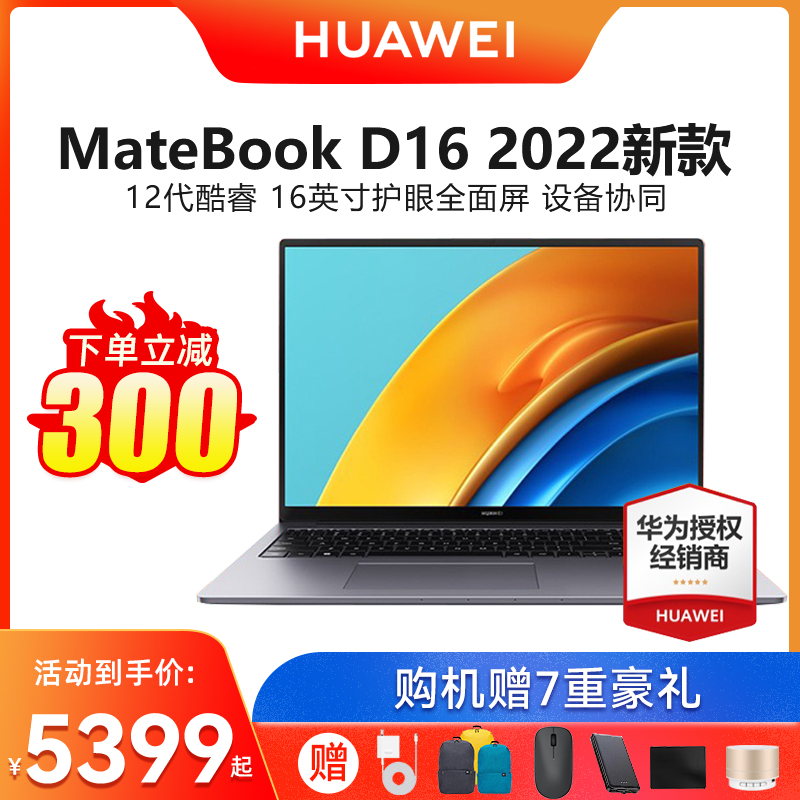 HUAWEI
MateBook D16 2022新款
12代酷睿 16英寸护眼全面屏 设备协同
下单立减
300
HUAWEI
华为授权
经销商
HUAWEI
活动到手价:
¥5399起
购机赠7重豪礼
赠